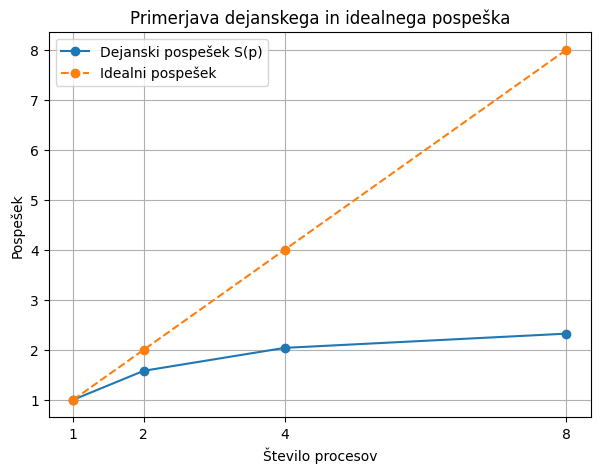 Primerjava dejanskega in idealnega pospeška
Dejanski pospešek S(p)
Idealni pospešek
8
7
6
5
4
3
2
1
Pospešek
1 2 4 8
Število procesov